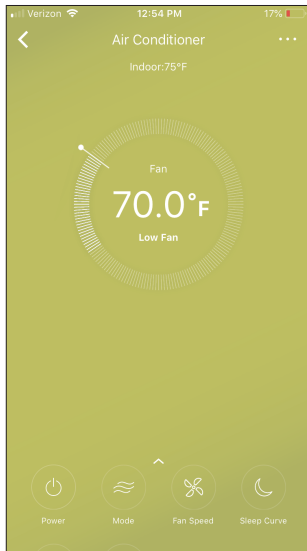 Verizon 12:54 PM 17%
Air Conditioner
Indoor:75°F
Fan
70.0°F
Low Fan
Power Mode Fan Speed Sleep Curve